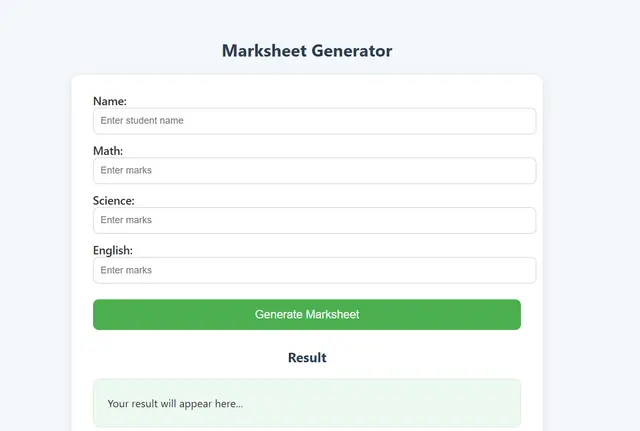 Marksheet Generator
Name:
Enter student name
Math:
Enter marks
Science:
Enter marks
English:
Enter marks
Generate Marksheet
Result
Your result will appear here...